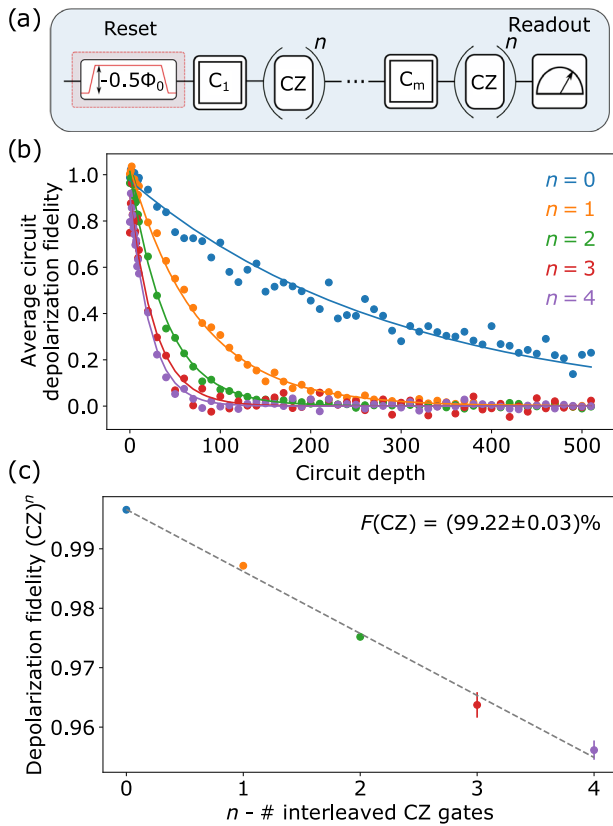 (a)
Reset
Readout
-0.5Φ₀
C₁
(CZ)ⁿ
...
Cₘ
(CZ)ⁿ
(b)
Average circuit
depolarization fidelity
1.0
0.8
0.6
0.4
0.2
0.0
n = 0
n = 1
n = 2
n = 3
n = 4
0 100 200 300 400 500
Circuit depth
(c)
Depolarization fidelity (CZ)ⁿ
F(CZ) = (99.22±0.03)%
0.99
0.98
0.97
0.96
0 1 2 3 4
n - # interleaved CZ gates